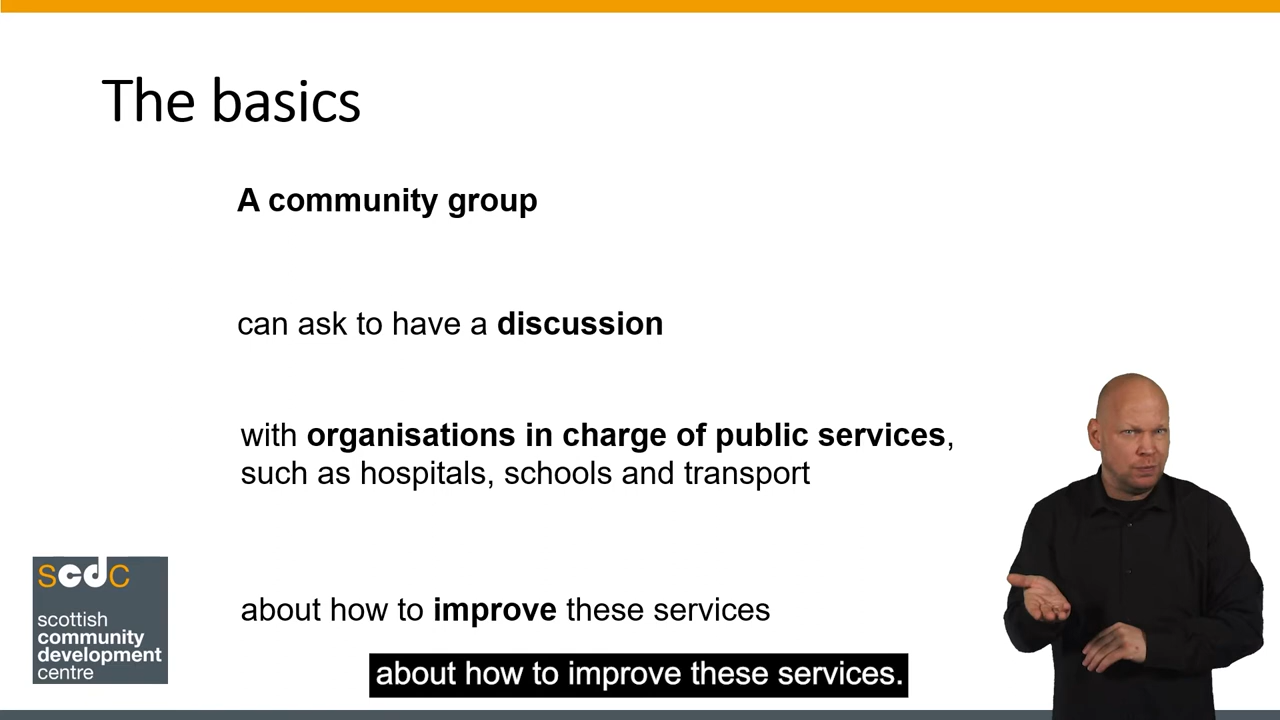 The basics
A community group
can ask to have a discussion
with organisations in charge of public services,
such as hospitals, schools and transport
about how to improve these services
scdc
scottish
community
development
centre
about how to improve these services.